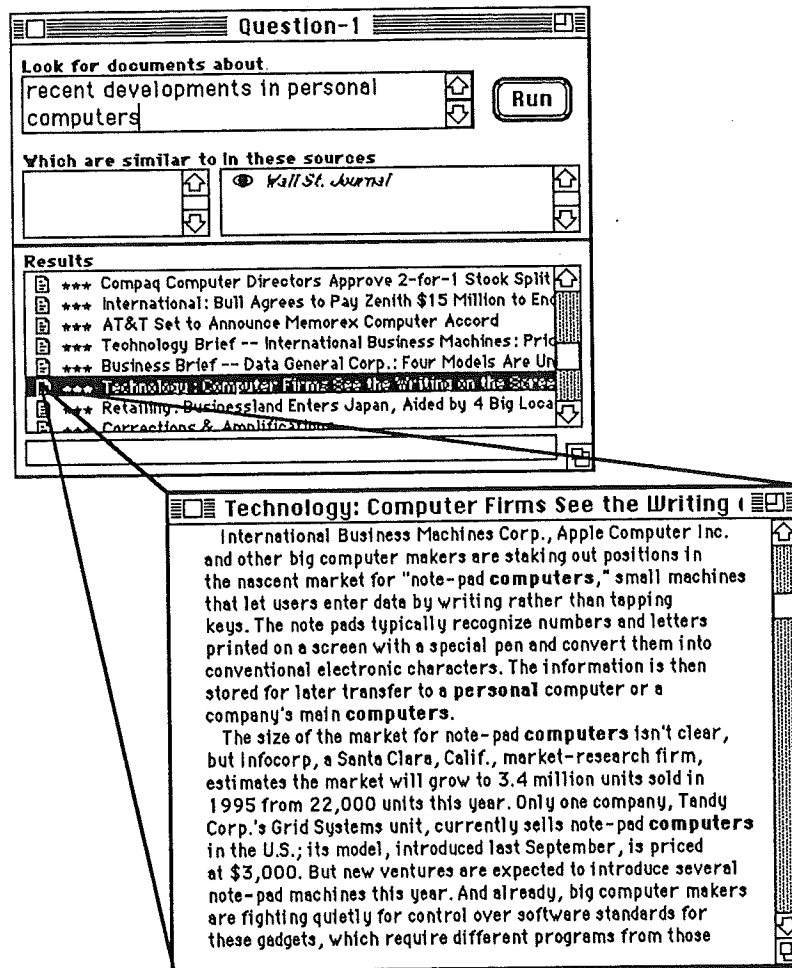 Question-1
Look for documents about
recent developments in personal
computers
Run
Which are similar to
In these sources
Wall St. Journal
Results
*** Compaq Computer Directors Approve 2-for-1 Stock Split
*** International: Bull Agrees to Pay Zenith $15 Million to End
*** AT&T Set to Announce Memorex Computer Accord
*** Technology Brief -- International Business Machines: Pric
*** Business Brief -- Data General Corp.: Four Models Are Un
*** Technology: Computer Firms See the Writing on the Scree
*** Retailing: Businessland Enters Japan, Aided by 4 Big Loca
*** Corrections & Amplifications
Technology: Computer Firms See the Writing
International Business Machines Corp., Apple Computer Inc.
and other big computer makers are staking out positions in
the nascent market for "note-pad computers," small machines
that let users enter data by writing rather than tapping
keys. The note pads typically recognize numbers and letters
printed on a screen with a special pen and convert them into
conventional electronic characters. The information is then
stored for later transfer to a personal computer or a
company's main computers.
The size of the market for note-pad computers isn't clear,
but Infocorp, a Santa Clara, Calif., market-research firm,
estimates the market will grow to 3.4 million units sold in
1995 from 22,000 units this year. Only one company, Tandy
Corp.'s Grid Systems unit, currently sells note-pad computers
in the U.S.; its model, introduced last September, is priced
at $3,000. But new ventures are expected to introduce several
note-pad machines this year. And already, big computer makers
are fighting quietly for control over software standards for
these gadgets, which require different programs from those